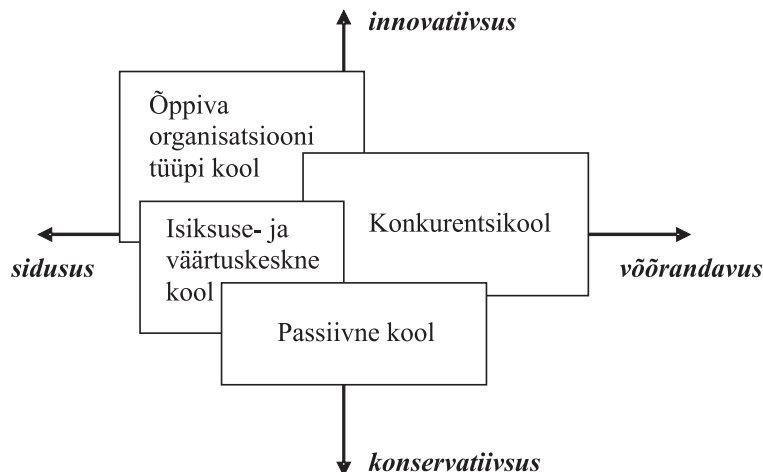 innovatiivsus
Õppiva
organisatsiooni
tüüpi kool
Konkurentsikool
Isiksuse- ja
väärtuskeskne
kool
sidusus
võõrandavus
Passiivne kool
konservatiivsus